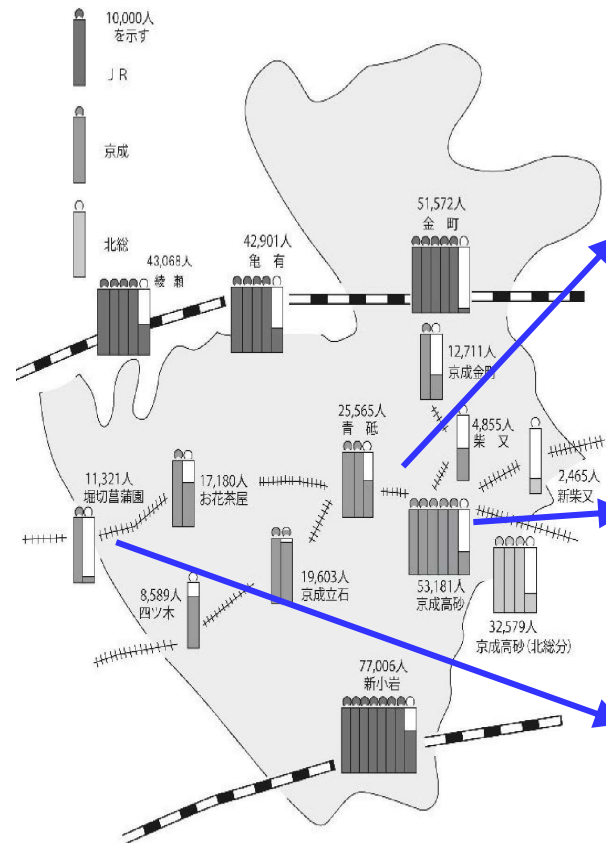 10,000人
を示す
ＪＲ
京成
北総
43,068人
綾瀬
42,901人
亀有
51,572人
金町
12,711人
京成金町
4,855人
柴又
2,465人
新柴又
25,565人
青砥
17,180人
お花茶屋
11,321人
堀切菖蒲園
8,589人
四ツ木
19,603人
京成立石
53,181人
京成高砂
32,579人
京成高砂(北総分)
77,006人
新小岩